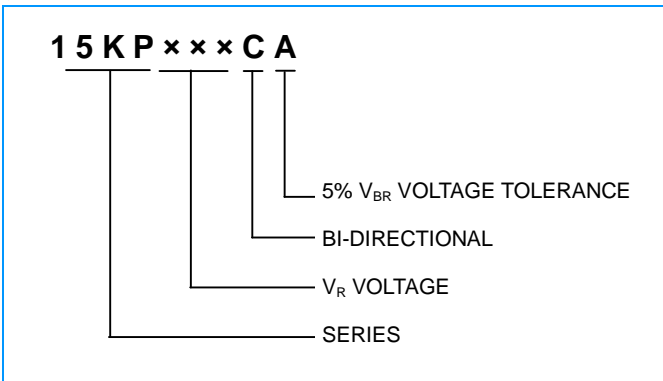 15KP×××CA
5% VBR VOLTAGE TOLERANCE
BI-DIRECTIONAL
VR VOLTAGE
SERIES